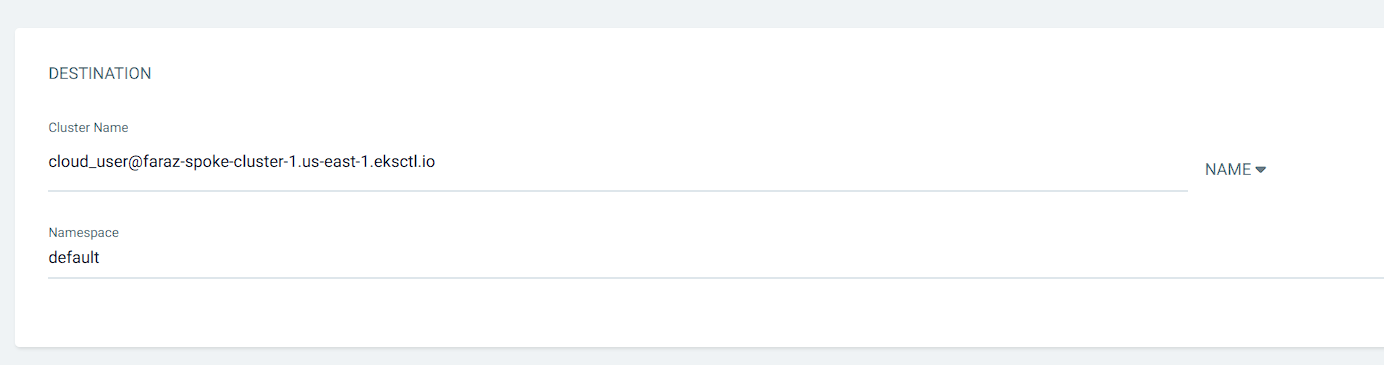 DESTINATION
Cluster Name
cloud_user@faraz-spoke-cluster-1.us-east-1.eksctl.io
NAME
Namespace
default